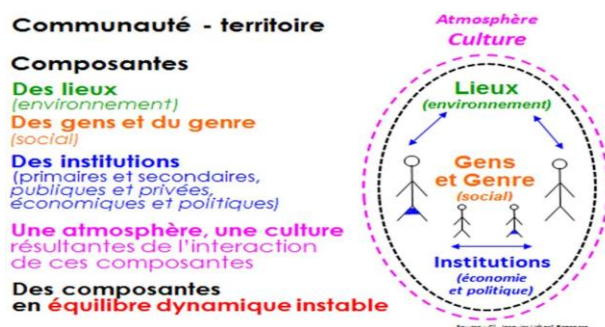 Communauté - territoire
Composantes
Des lieux
(environnement)
Des gens et du genre
(social)
Des institutions
(primaires et secondaires,
publiques et privées,
économiques et politiques)
Une atmosphère, une culture
résultantes de l'interaction
de ces composantes
Des composantes
en équilibre dynamique instable
Atmosphère
Culture
Lieux
(environnement)
Gens
et Genre
(social)
Institutions
(économie
et politique)